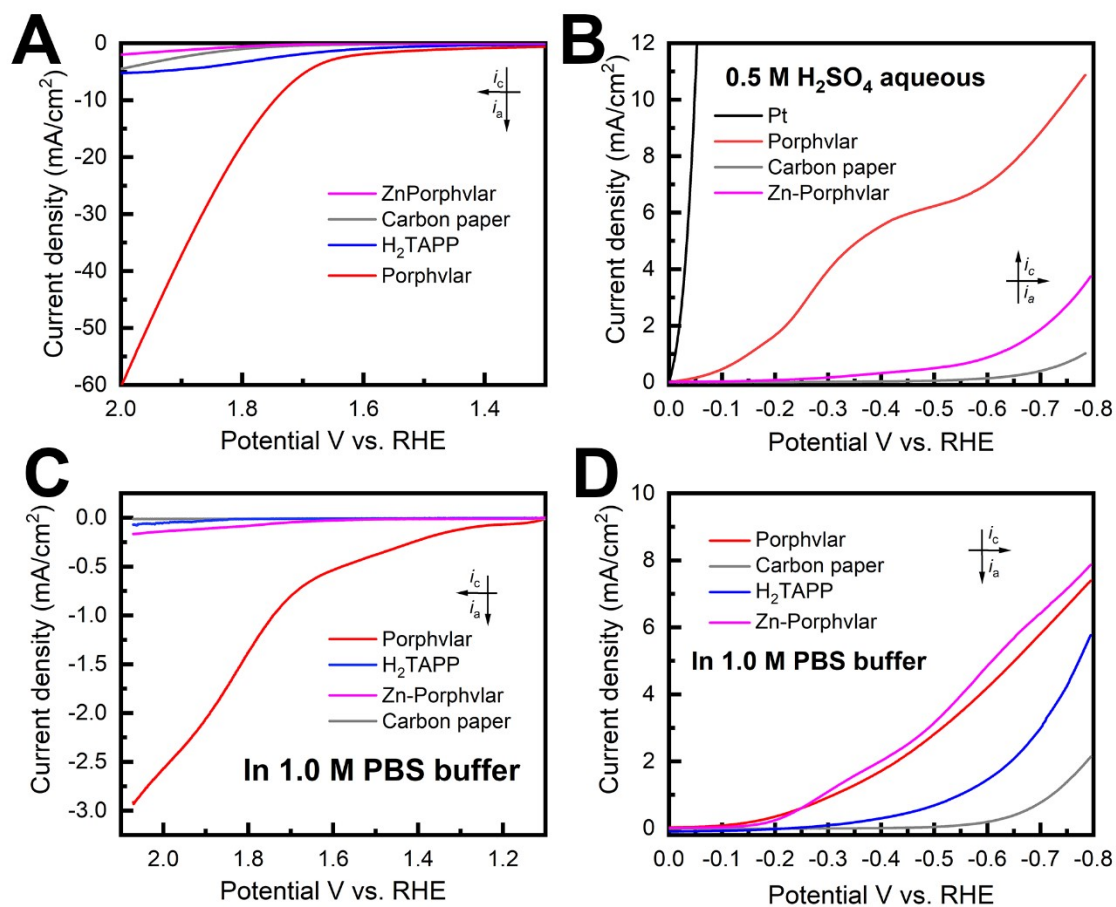 A
Current density (mA/cm²)
0
-10
-20
-30
-40
-50
-60
i_c
i_a
ZnPorphvlar
Carbon paper
H₂TAPP
Porphvlar
2.0 1.8 1.6 1.4
Potential V vs. RHE
B
Current density (mA/cm²)
12
10
8
6
4
2
0
0.5 M H₂SO₄ aqueous
Pt
Porphvlar
Carbon paper
Zn-Porphvlar
i_c
i_a
0.0 -0.1 -0.2 -0.3 -0.4 -0.5 -0.6 -0.7 -0.8
Potential V vs. RHE
C
Current density (mA/cm²)
0.0
-0.5
-1.0
-1.5
-2.0
-2.5
-3.0
i_c
i_a
Porphvlar
H₂TAPP
Zn-Porphvlar
Carbon paper
In 1.0 M PBS buffer
2.0 1.8 1.6 1.4 1.2
Potential V vs. RHE
D
Current density (mA/cm²)
10
8
6
4
2
0
i_c
i_a
Porphvlar
Carbon paper
H₂TAPP
Zn-Porphvlar
In 1.0 M PBS buffer
0.0 -0.1 -0.2 -0.3 -0.4 -0.5 -0.6 -0.7 -0.8
Potential V vs. RHE